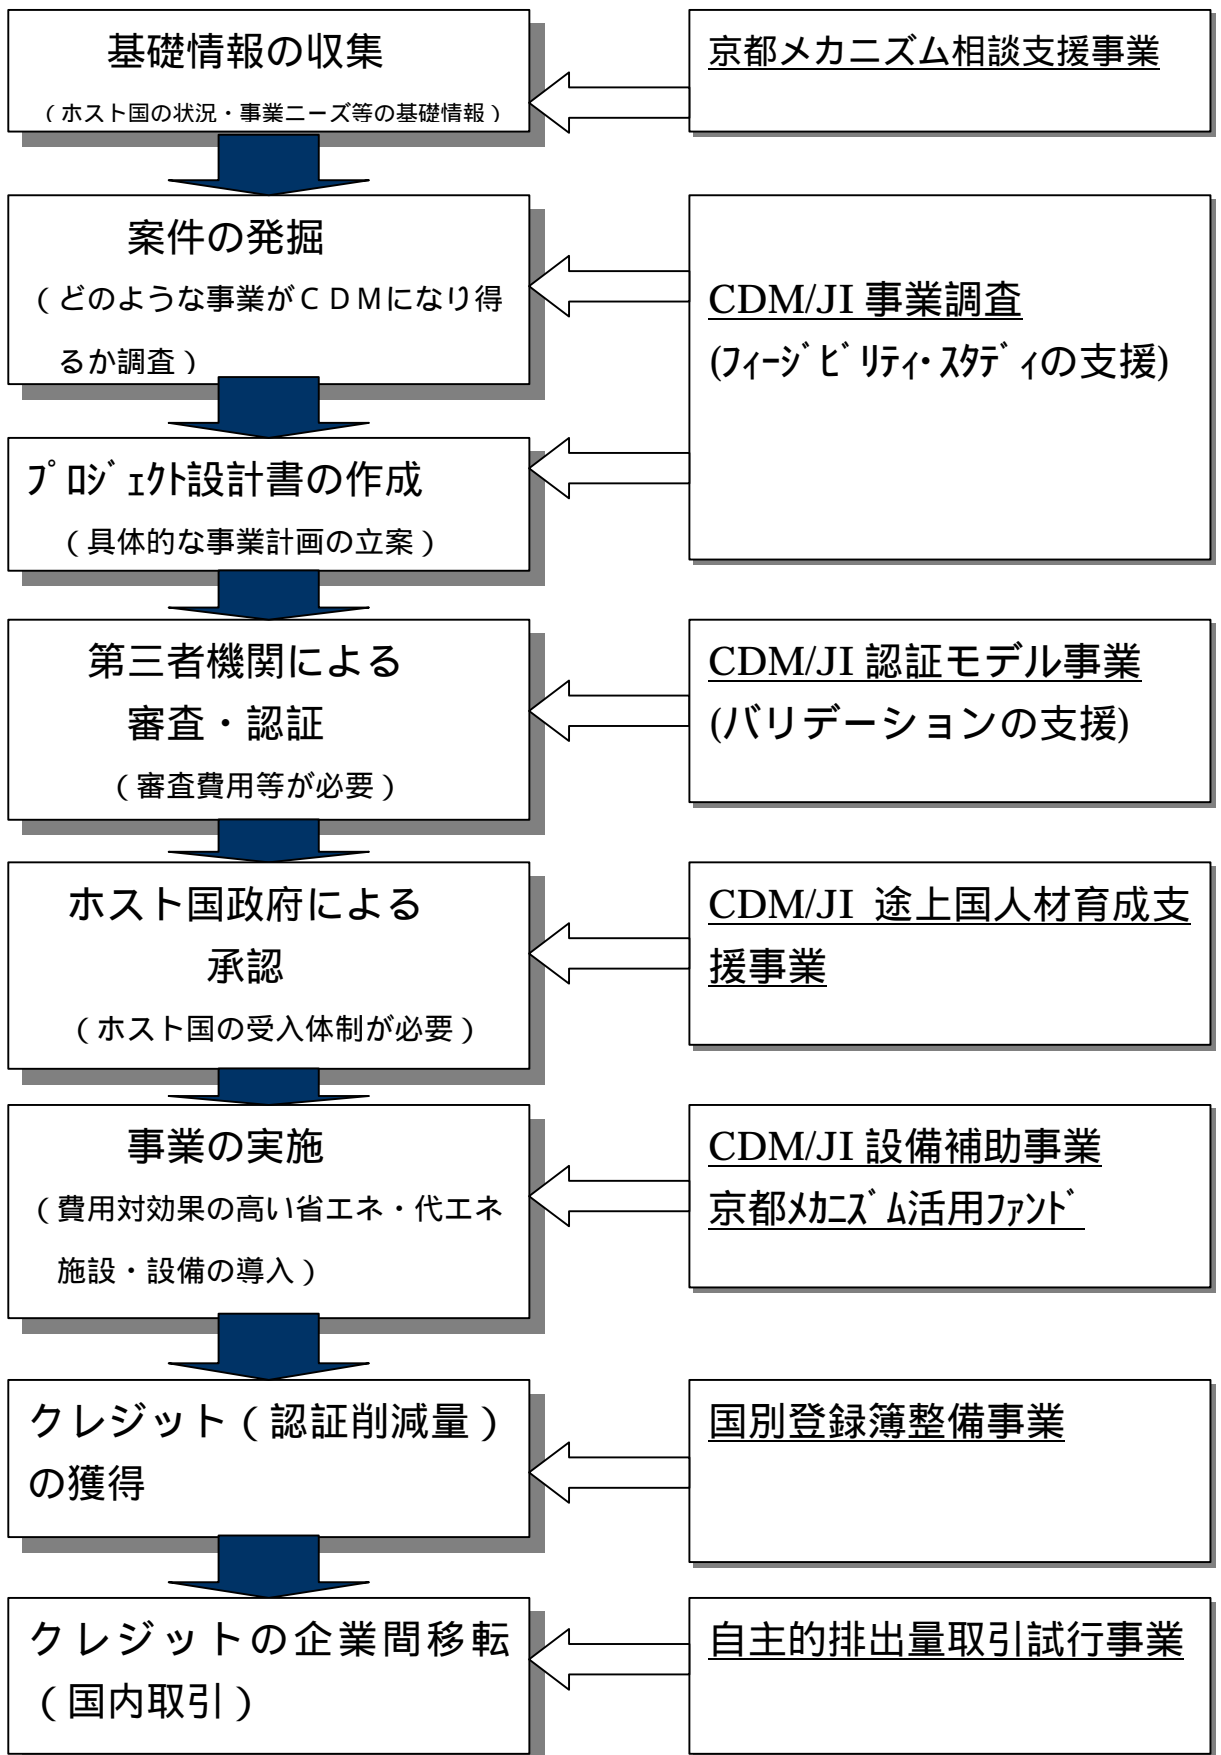 基礎情報の収集
（ホスト国の状況・事業ニーズ等の基礎情報）
京都メカニズム相談支援事業
案件の発掘
（どのような事業がＣＤＭになり得
るか調査）
CDM/JI 事業調査
(ﾌｨｰｼﾞﾋﾞﾘﾃｨ･ｽﾀﾃﾞｨの支援)
ﾌﾟﾛｼﾞｪｸﾄ設計書の作成
（具体的な事業計画の立案）
第三者機関による
審査・認証
（審査費用等が必要）
CDM/JI 認証モデル事業
(バリデーションの支援)
ホスト国政府による
承認
（ホスト国の受入体制が必要）
CDM/JI 途上国人材育成支
援事業
事業の実施
（費用対効果の高い省エネ・代エネ
施設・設備の導入）
CDM/JI 設備補助事業
京都ﾒｶﾆｽﾞﾑ活用ﾌｧﾝﾄﾞ
クレジット（認証削減量）
の獲得
国別登録簿整備事業
クレジットの企業間移転
（国内取引）
自主的排出量取引試行事業